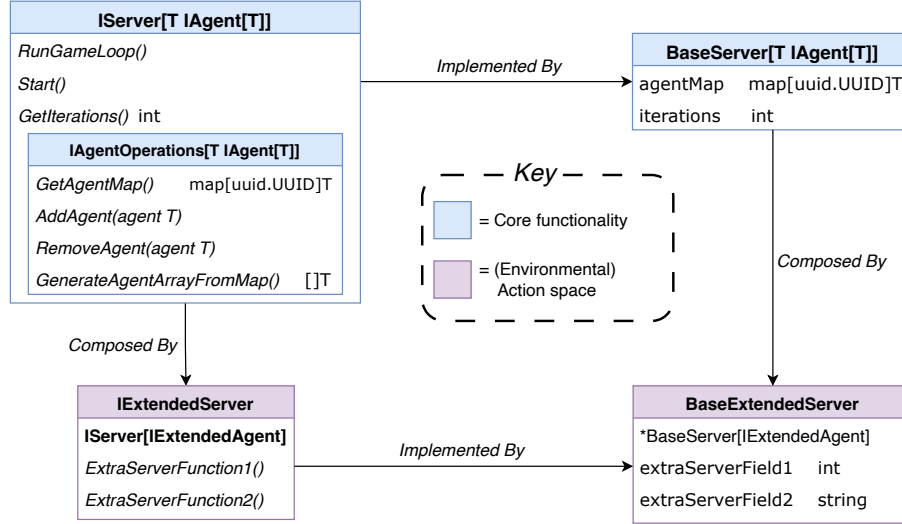 IServer[T IAgent[T]]
RunGameLoop()
Start()
GetIterations() int
IAgentOperations[T IAgent[T]]
GetAgentMap() map[uuid.UUID]T
AddAgent(agent T)
RemoveAgent(agent T)
GenerateAgentArrayFromMap() []T
Implemented By
BaseServer[T IAgent[T]]
agentMap map[uuid.UUID]T
iterations int
Key
= Core functionality
= (Environmental)
Action space
Composed By
Composed By
IExtendedServer
IServer[IExtendedAgent]
ExtraServerFunction1()
ExtraServerFunction2()
Implemented By
BaseExtendedServer
*BaseServer[IExtendedAgent]
extraServerField1 int
extraServerField2 string